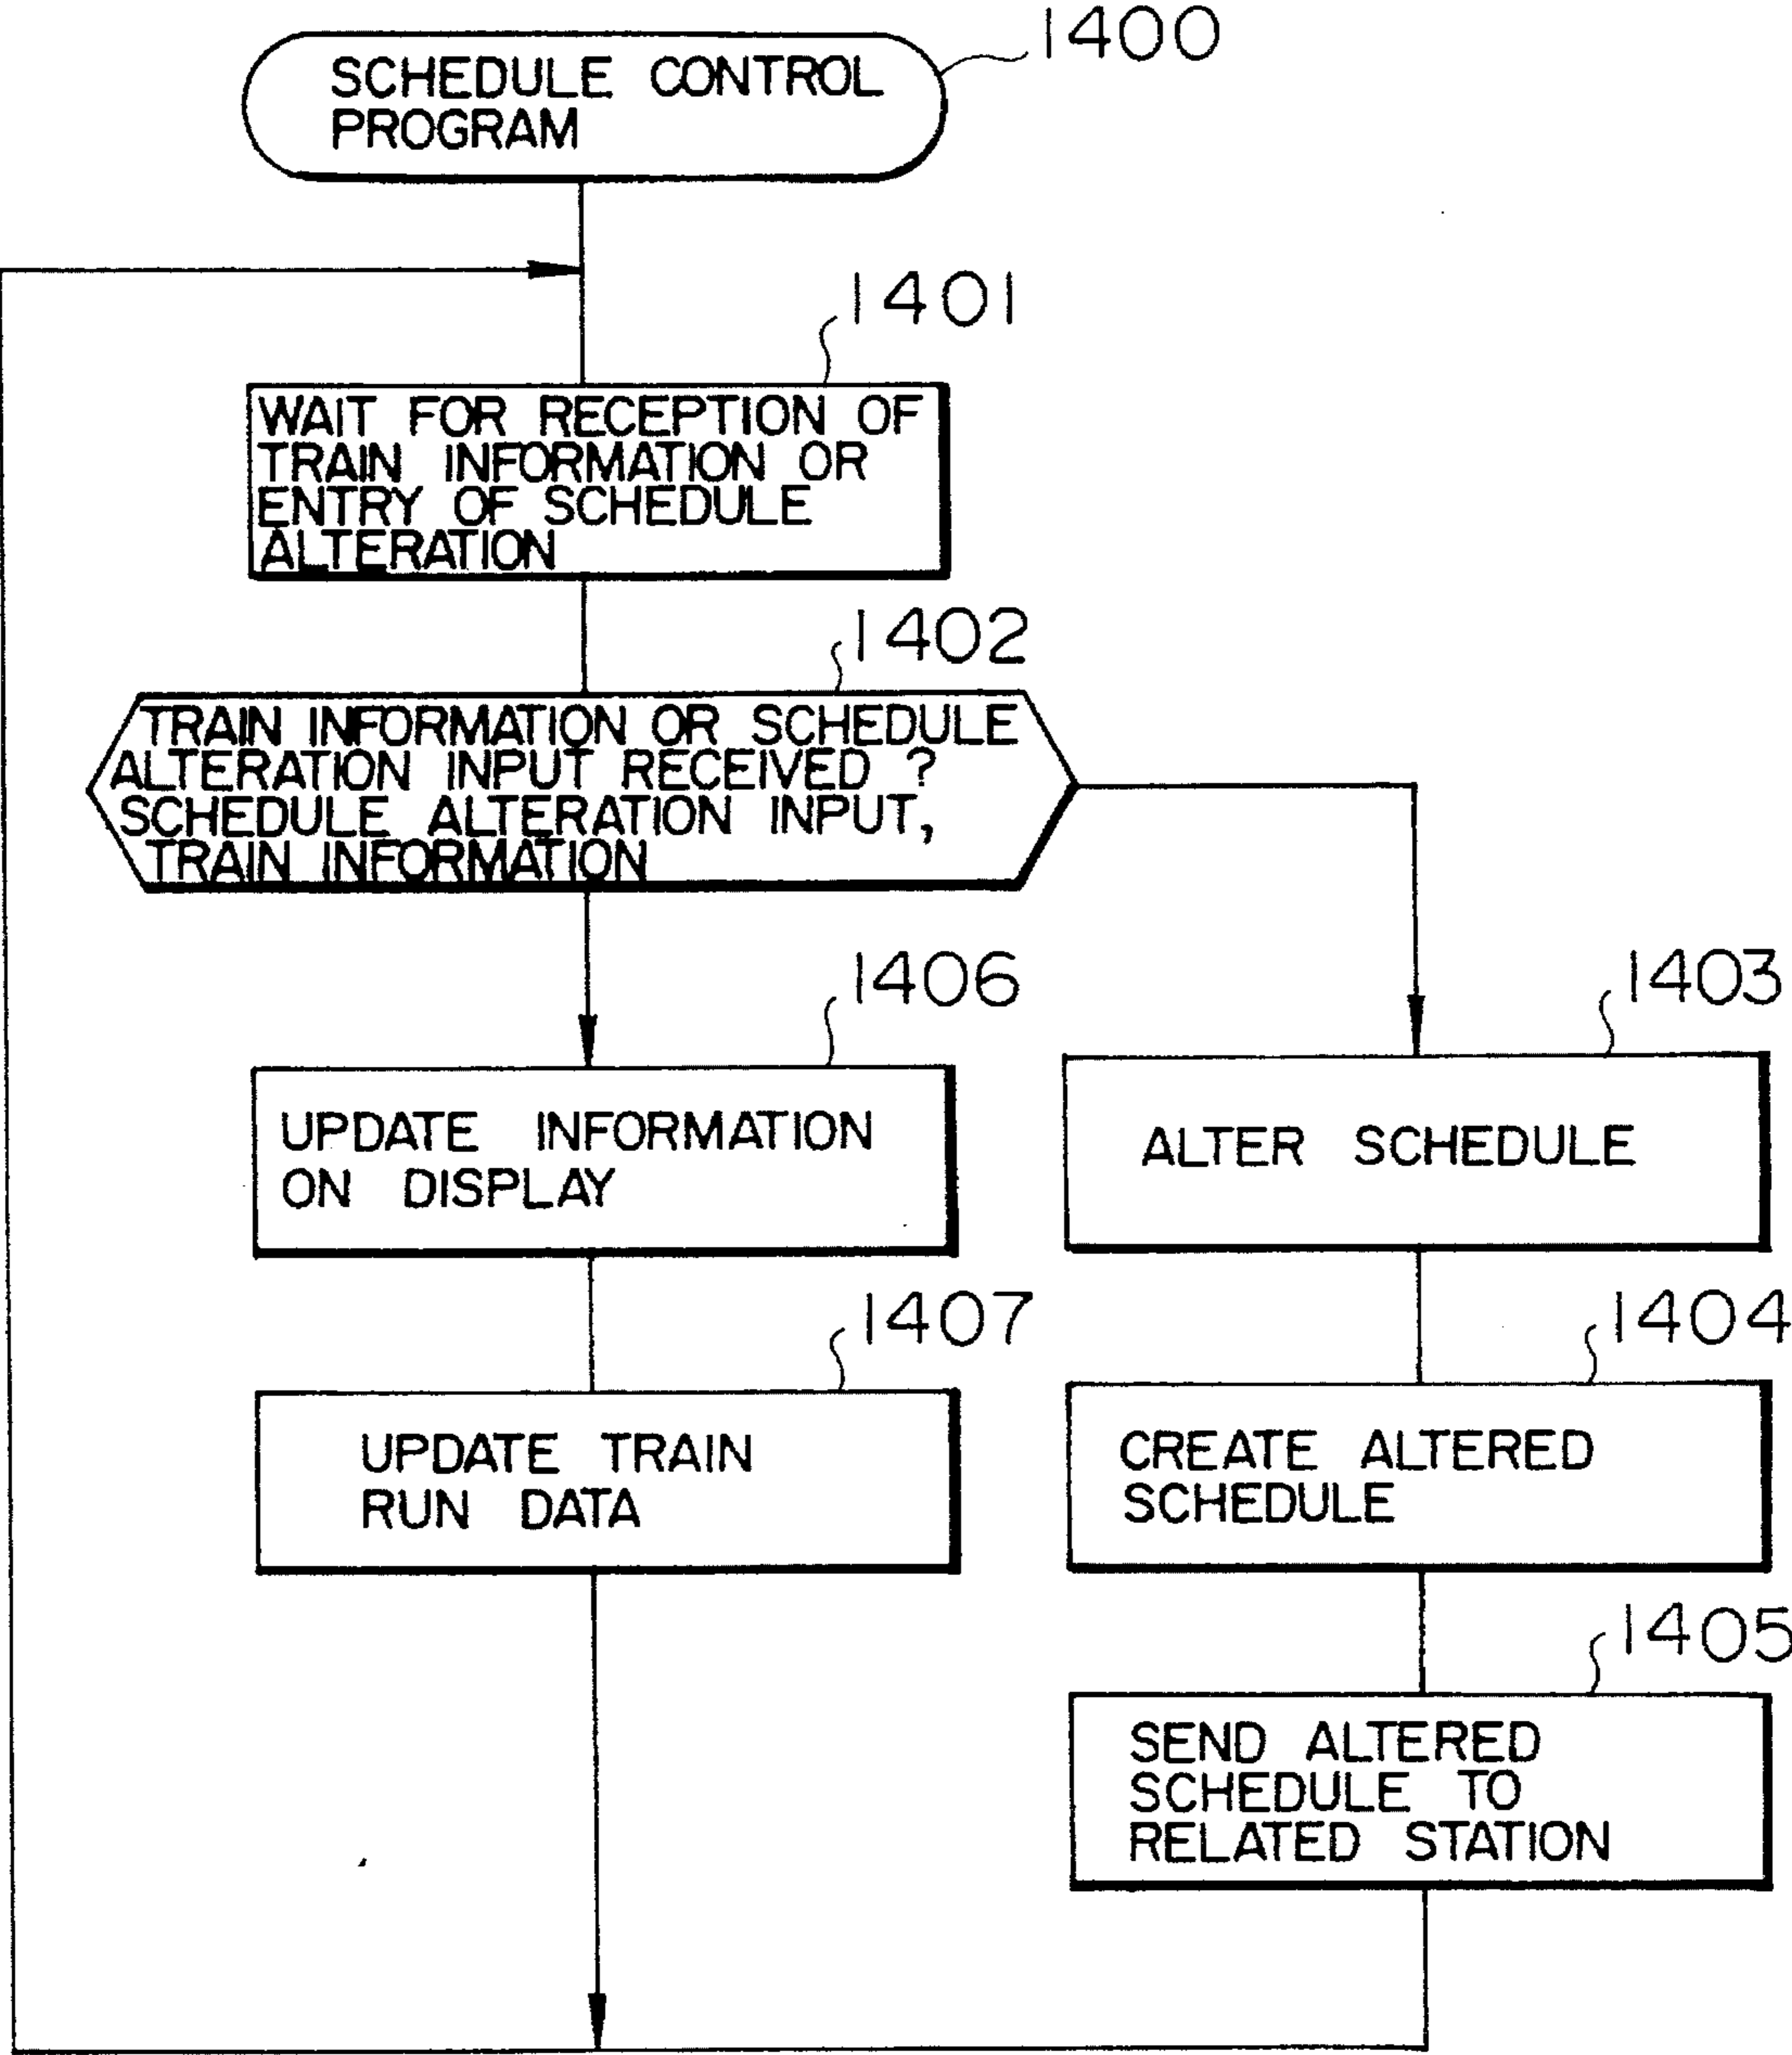 1400
SCHEDULE CONTROL
PROGRAM
1401
WAIT FOR RECEPTION OF
TRAIN INFORMATION OR
ENTRY OF SCHEDULE
ALTERATION
1402
TRAIN INFORMATION OR SCHEDULE
ALTERATION INPUT RECEIVED ?
SCHEDULE ALTERATION INPUT,
TRAIN INFORMATION
1406
UPDATE INFORMATION
ON DISPLAY
1407
UPDATE TRAIN
RUN DATA
1403
ALTER SCHEDULE
1404
CREATE ALTERED
SCHEDULE
1405
SEND ALTERED
SCHEDULE TO
RELATED STATION